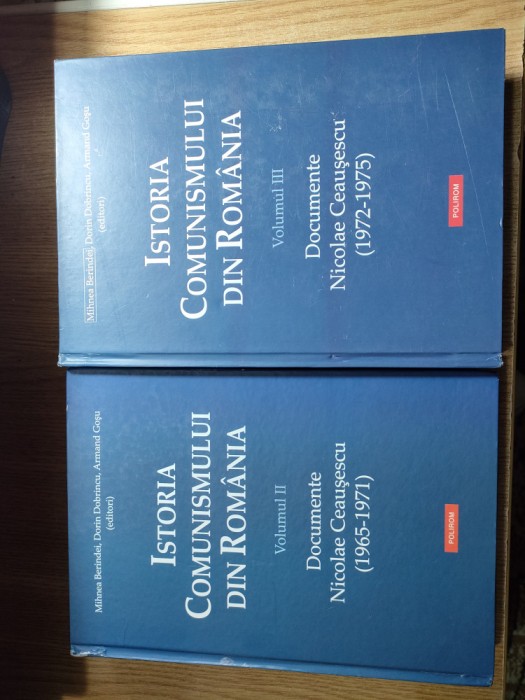 Mihnea Berindei, Dorin Dobrincu, Armand Goșu
(editori)
ISTORIA
COMUNISMULUI
DIN ROMÂNIA
Volumul III
Documente
Nicolae Ceaușescu
(1972-1975)
POLIROM
Mihnea Berindei, Dorin Dobrincu, Armand Goșu
(editori)
ISTORIA
COMUNISMULUI
DIN ROMÂNIA
Volumul II
Documente
Nicolae Ceaușescu
(1965-1971)
POLIROM